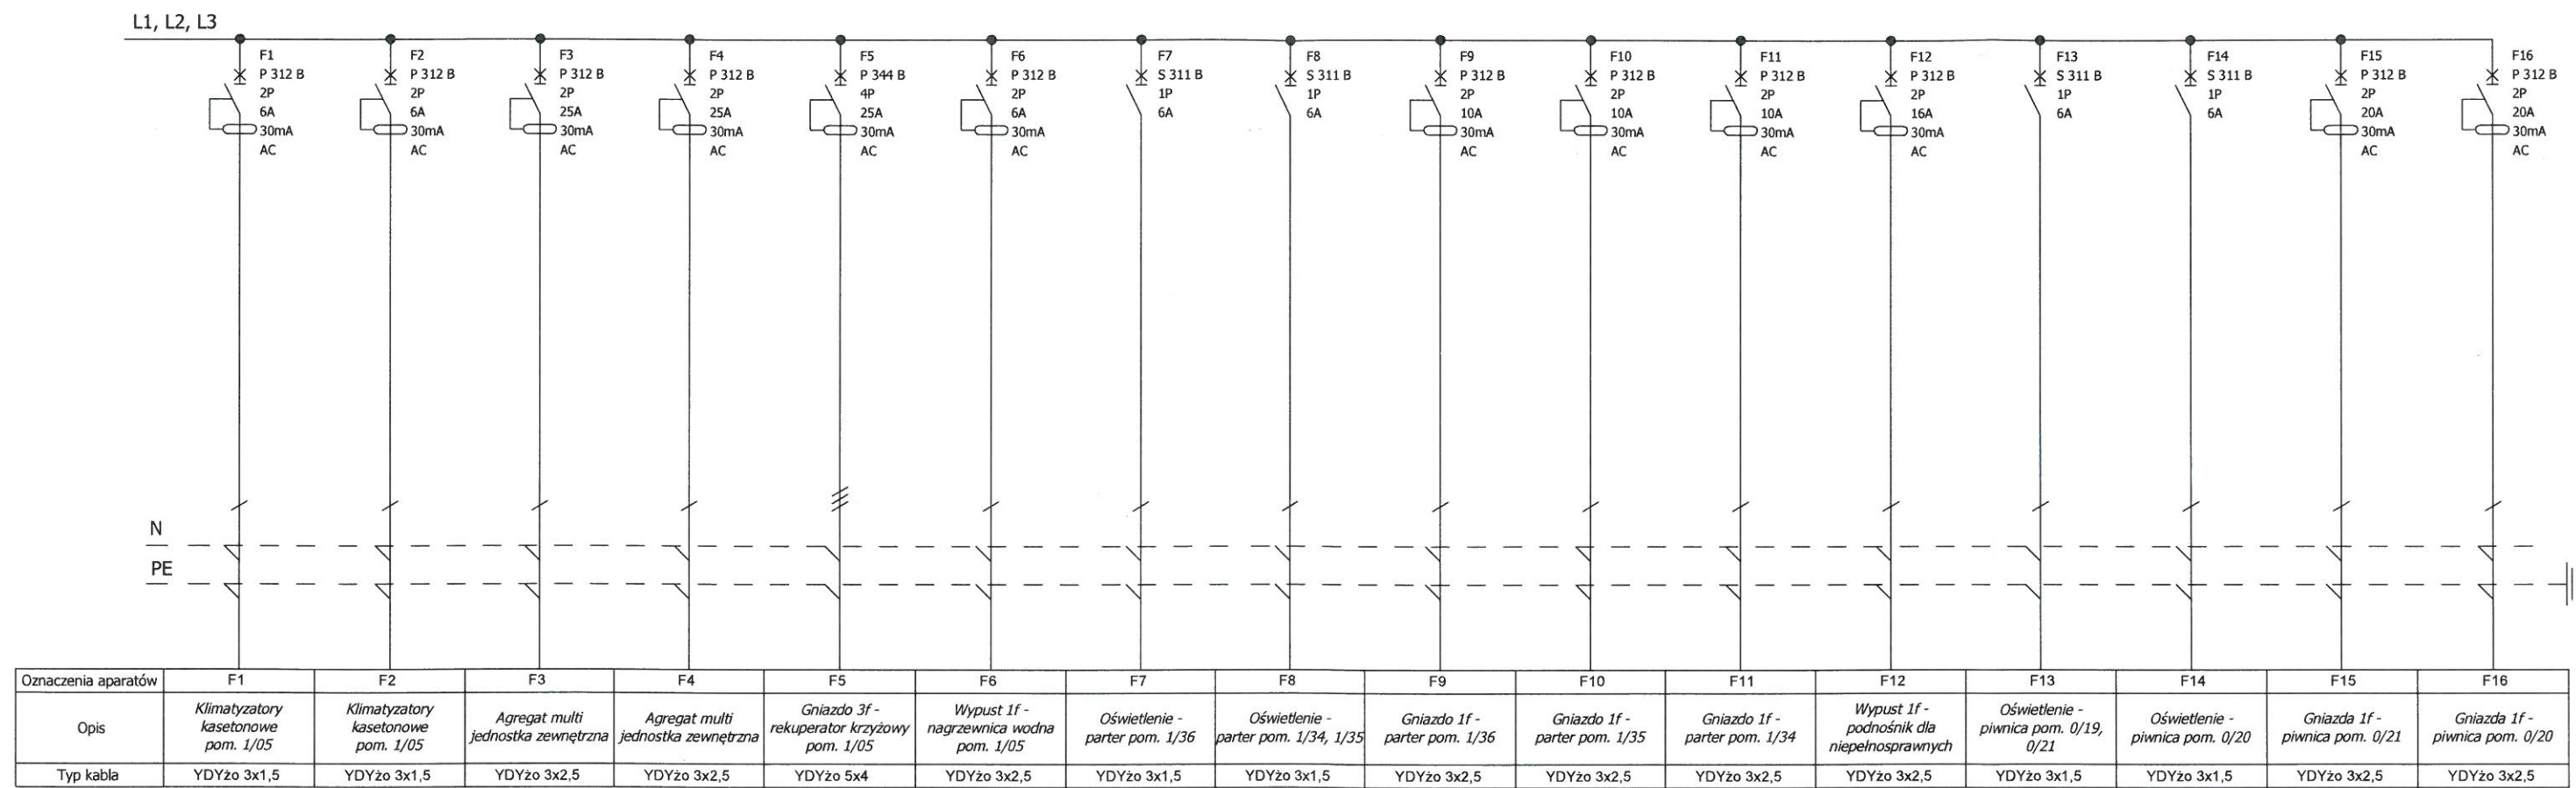 L1, L2, L3
F1
P 312 B
2P
6A
30mA
AC
F2
P 312 B
2P
6A
30mA
AC
F3
P 312 B
2P
25A
30mA
AC
F4
P 312 B
2P
25A
30mA
AC
F5
P 344 B
4P
25A
30mA
AC
F6
P 312 B
2P
6A
30mA
AC
F7
S 311 B
1P
6A
F8
S 311 B
1P
6A
F9
P 312 B
2P
10A
30mA
AC
F10
P 312 B
2P
10A
30mA
AC
F11
P 312 B
2P
10A
30mA
AC
F12
P 312 B
2P
16A
30mA
AC
F13
S 311 B
1P
6A
F14
S 311 B
1P
6A
F15
P 312 B
2P
20A
30mA
AC
F16
P 312 B
2P
20A
30mA
AC
N
PE
Oznaczenia aparatów F1 F2 F3 F4 F5 F6 F7 F8 F9 F10 F11 F12 F13 F14 F15 F16
Opis
Klimatyzatory
kasetonowe
pom. 1/05
Klimatyzatory
kasetonowe
pom. 1/05
Agregat multi
jednostka zewnętrzna
Agregat multi
jednostka zewnętrzna
Gniazdo 3f -
rekuperator krzyżowy
pom. 1/05
Wypust 1f -
nagrzewnica wodna
pom. 1/05
Oświetlenie -
parter pom. 1/36
Oświetlenie -
parter pom. 1/34, 1/35
Gniazdo 1f -
parter pom. 1/36
Gniazdo 1f -
parter pom. 1/35
Gniazdo 1f -
parter pom. 1/34
Wypust 1f -
podnośnik dla
niepełnosprawnych
Oświetlenie -
piwnica pom. 0/19,
0/21
Oświetlenie -
piwnica pom. 0/20
Gniazda 1f -
piwnica pom. 0/21
Gniazda 1f -
piwnica pom. 0/20
Typ kabla YDYżo 3x1,5 YDYżo 3x1,5 YDYżo 3x2,5 YDYżo 3x2,5 YDYżo 5x4 YDYżo 3x2,5 YDYżo 3x1,5 YDYżo 3x1,5 YDYżo 3x2,5 YDYżo 3x2,5 YDYżo 3x2,5 YDYżo 3x2,5 YDYżo 3x1,5 YDYżo 3x1,5 YDYżo 3x2,5 YDYżo 3x2,5